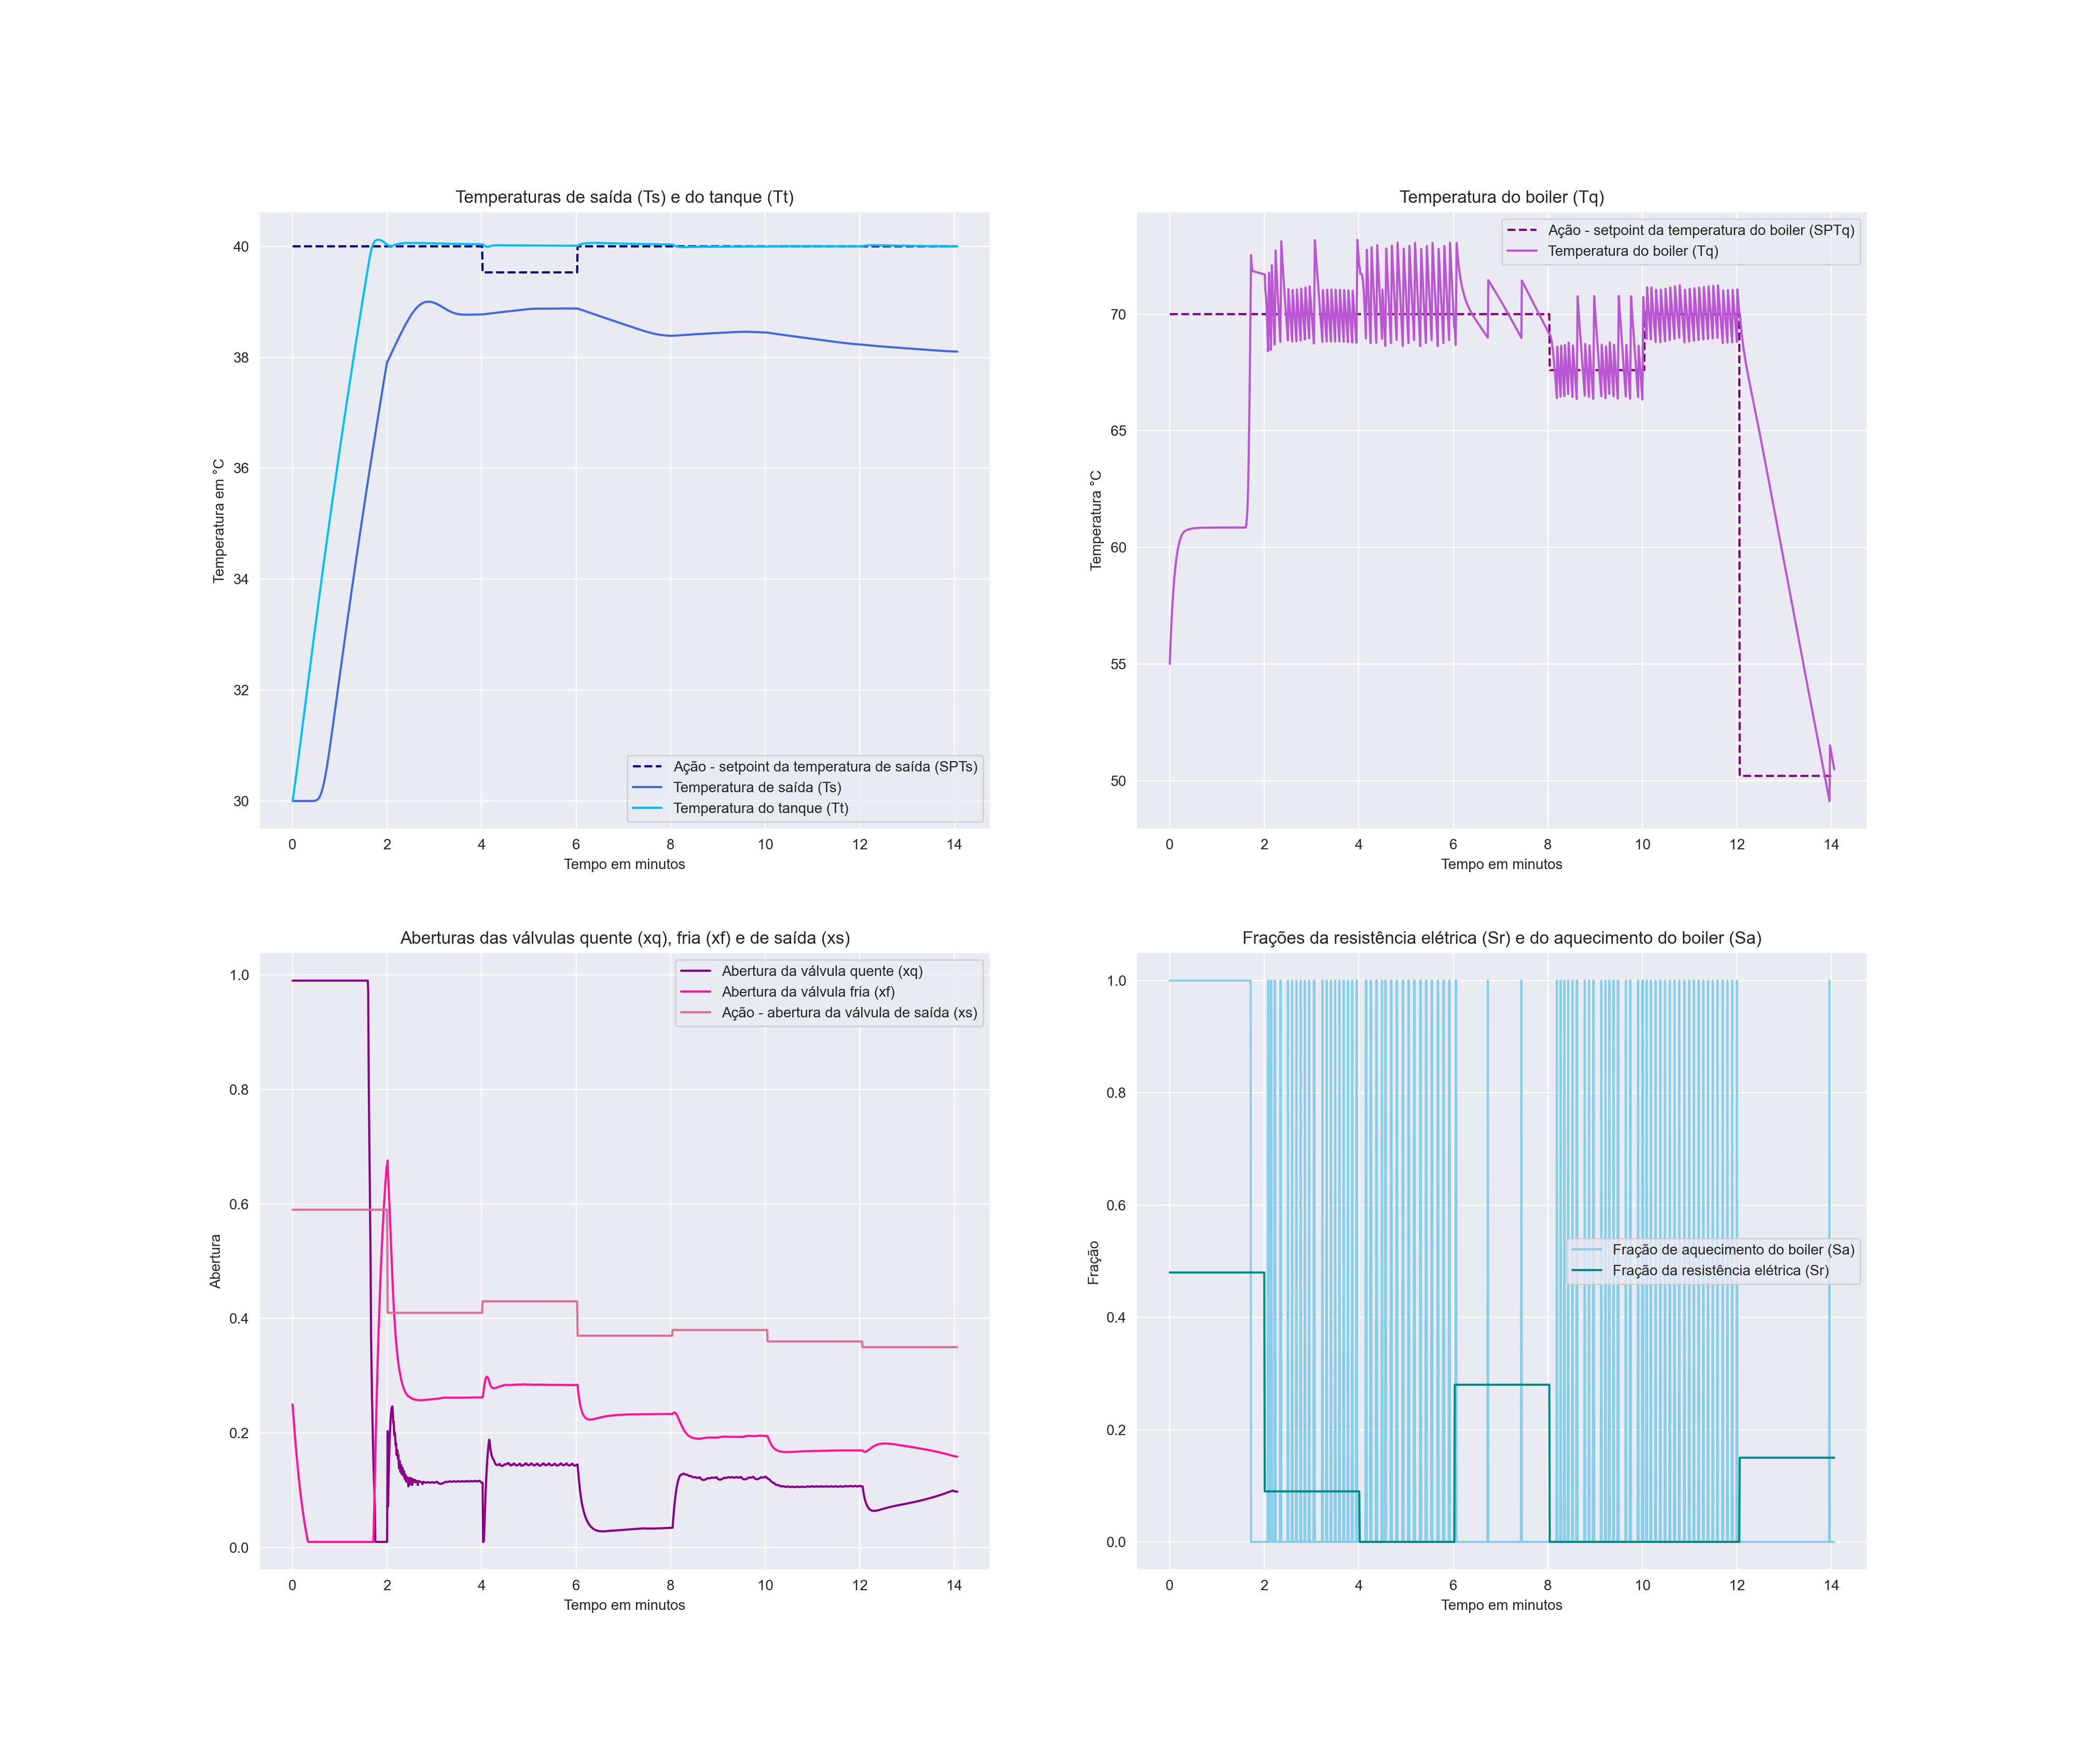 Temperaturas de saída (Ts) e do tanque (Tt)
Temperatura em °C
40
38
36
34
32
30
Ação - setpoint da temperatura de saída (SPTs)
Temperatura de saída (Ts)
Temperatura do tanque (Tt)
0 2 4 6 8 10 12 14
Tempo em minutos
Temperatura do boiler (Tq)
Temperatura °C
70
65
60
55
50
Ação - setpoint da temperatura do boiler (SPTq)
Temperatura do boiler (Tq)
0 2 4 6 8 10 12 14
Tempo em minutos
Aberturas das válvulas quente (xq), fria (xf) e de saída (xs)
Abertura
1.0
0.8
0.6
0.4
0.2
0.0
Abertura da válvula quente (xq)
Abertura da válvula fria (xf)
Ação - abertura da válvula de saída (xs)
0 2 4 6 8 10 12 14
Tempo em minutos
Frações da resistência elétrica (Sr) e do aquecimento do boiler (Sa)
Fração
1.0
0.8
0.6
0.4
0.2
0.0
Fração de aquecimento do boiler (Sa)
Fração da resistência elétrica (Sr)
0 2 4 6 8 10 12 14
Tempo em minutos